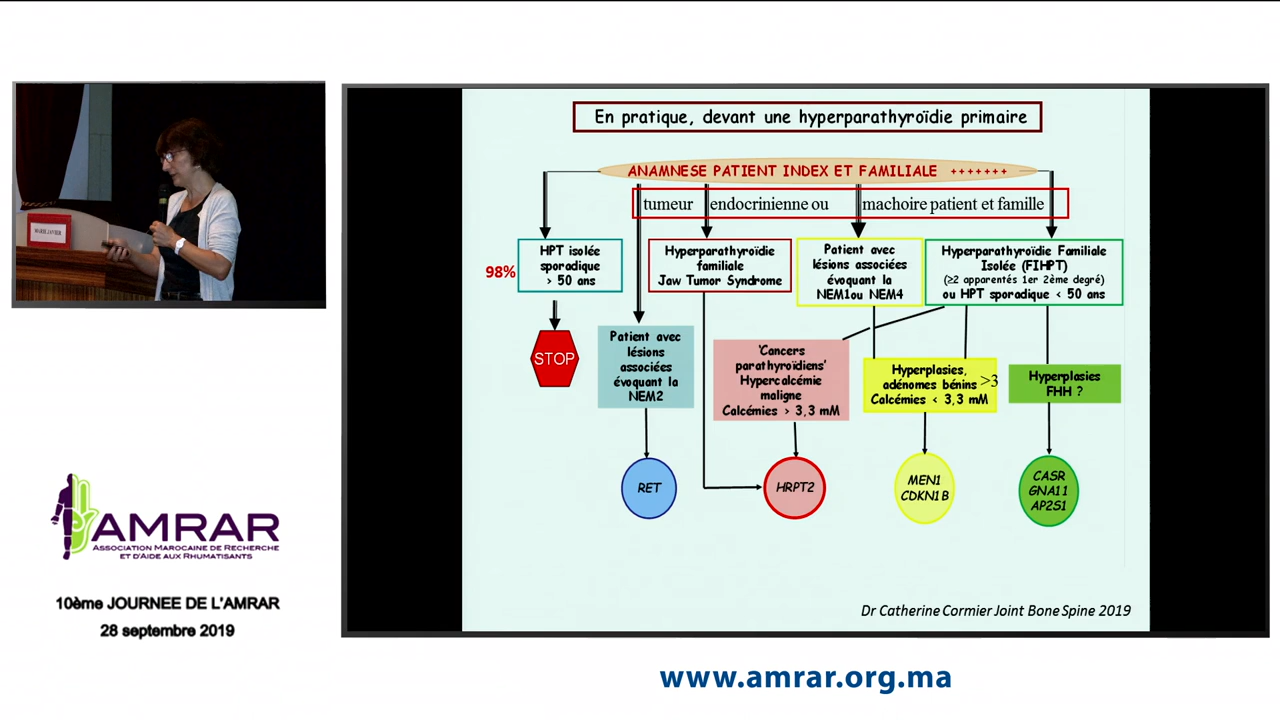 En pratique, devant une hyperparathyroïdie primaire
ANAMNESE PATIENT INDEX ET FAMILIALE +++++++
tumeur endocrinienne ou machoire patient et famille
98%
HPT isolée
sporadique
> 50 ans
STOP
Hyperparathyroïdie
familiale
Jaw Tumor Syndrome
Patient avec
lésions associées
évoquant la
NEM1ou NEM4
Hyperparathyroïdie Familiale
Isolée (FIHPT)
(≥2 apparentés 1er 2ème degré)
ou HPT sporadique < 50 ans
Patient avec
lésions
associées
évoquant la
NEM2
'Cancers
parathyroïdiens'
Hypercalcémie
maligne
Calcémies > 3,3 mM
Hyperplasies,
adénomes bénins >3
Calcémies < 3,3 mM
Hyperplasies
FHH ?
RET
HRPT2
MEN1
CDKN1B
CASR
GNA11
AP2S1
Dr Catherine Cormier Joint Bone Spine 2019
MARIE JANVIER
AMRAR
ASSOCIATION MAROCAINE DE RECHERCHE
ET D'AIDE AUX RHUMATISANTS
10ème JOURNEE DE L'AMRAR
28 septembre 2019
www.amrar.org.ma